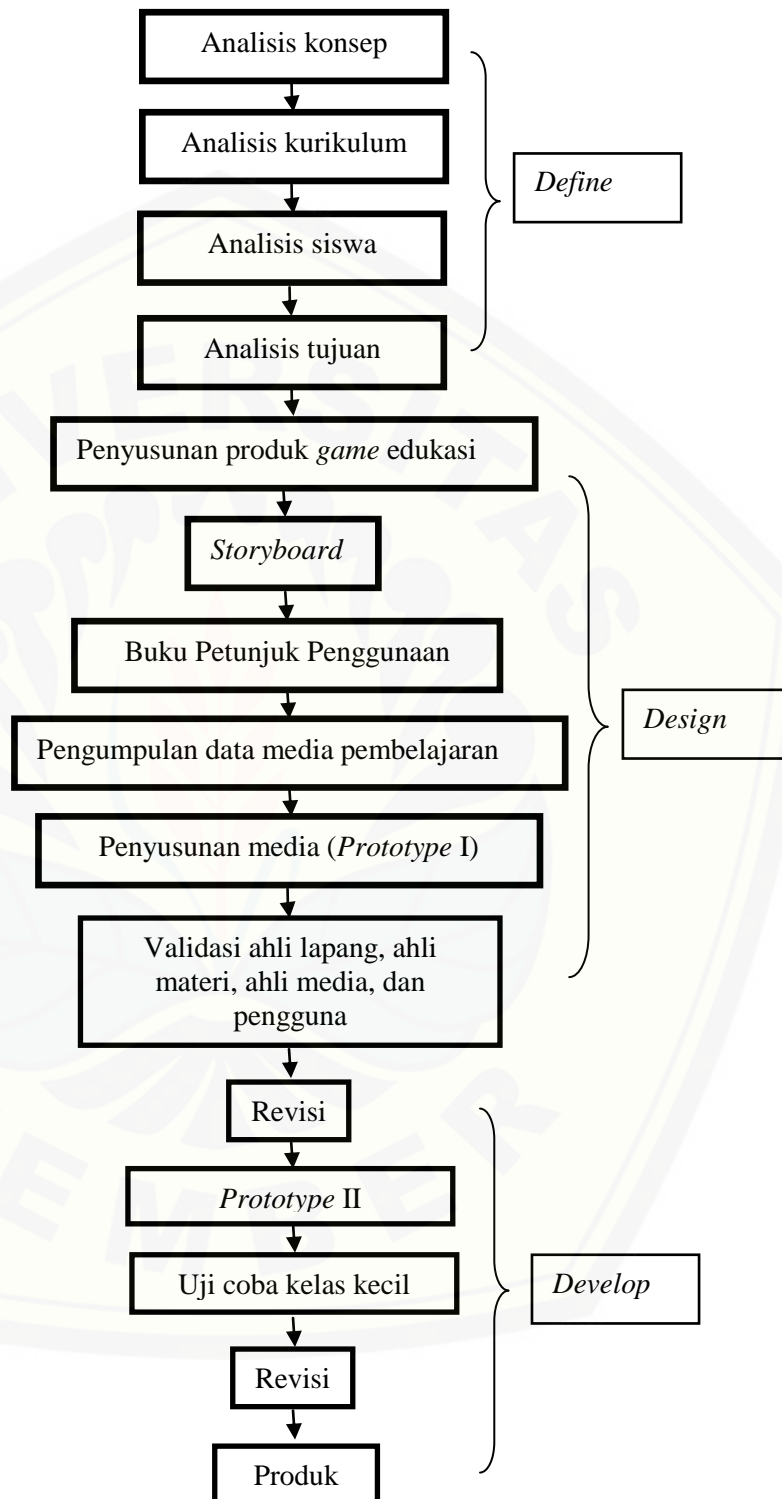 Analisis konsep
Analisis kurikulum
Define
Analisis siswa
Analisis tujuan
Penyusunan produk game edukasi
Storyboard
Buku Petunjuk Penggunaan
Design
Pengumpulan data media pembelajaran
Penyusunan media (Prototype I)
Validasi ahli lapang, ahli
materi, ahli media, dan
pengguna
Revisi
Prototype II
Uji coba kelas kecil
Develop
Revisi
Produk
UNIVERSITAS
JEMBER